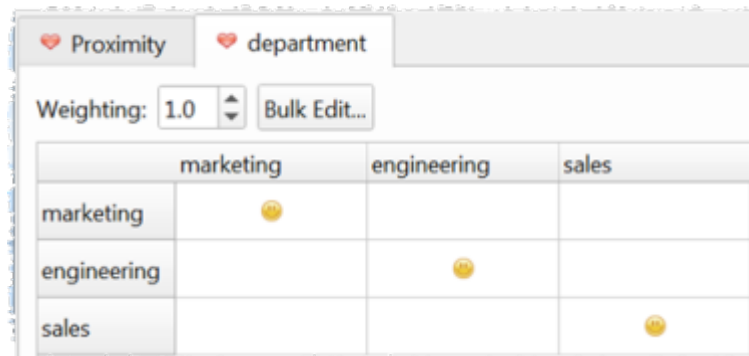 Proximity department
Weighting: 1.0 Bulk Edit...
marketing engineering sales
marketing
engineering
sales